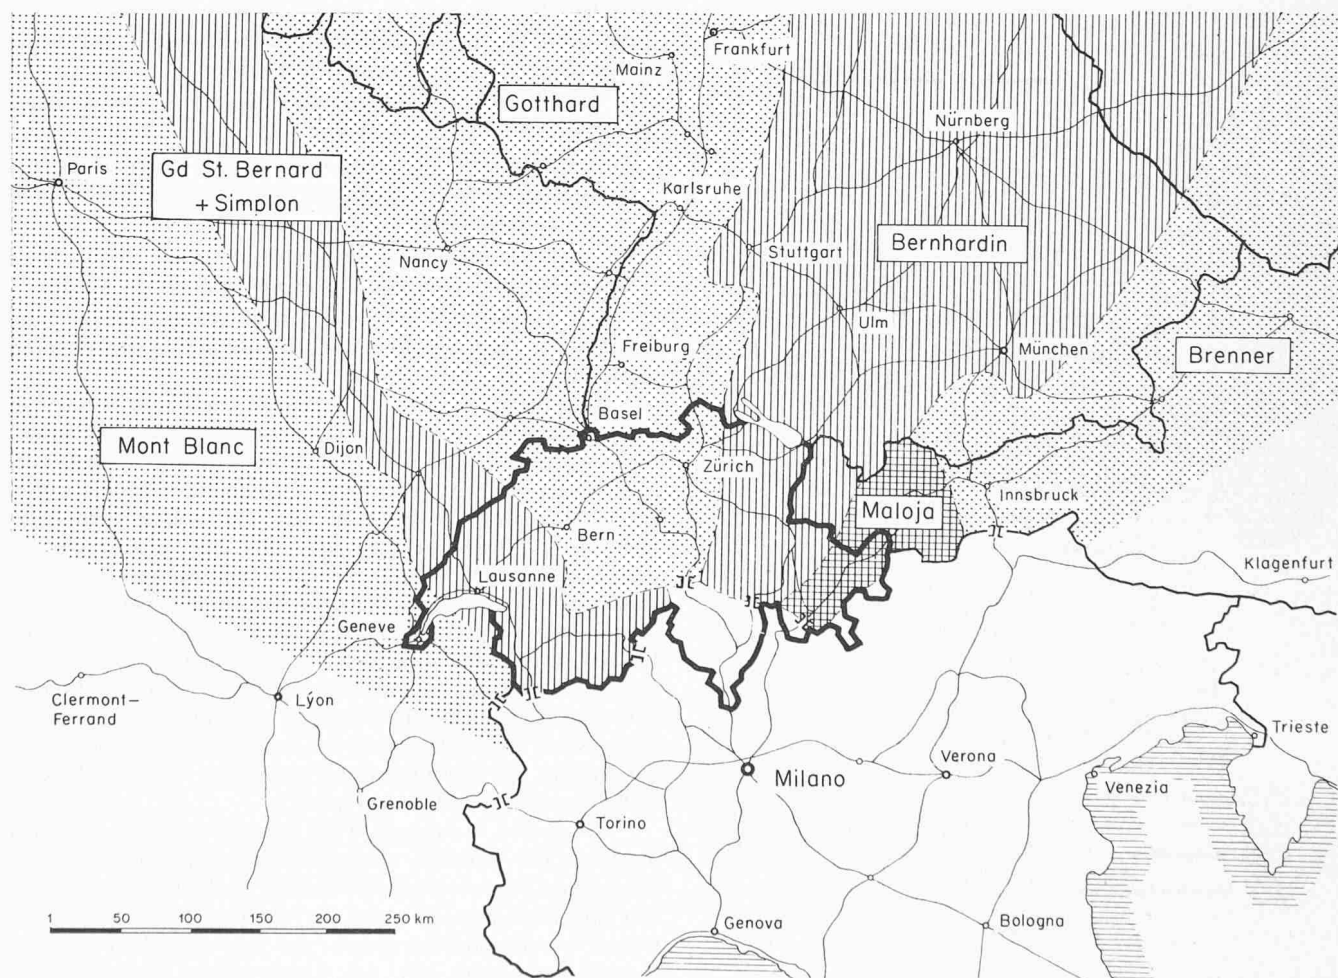 Frankfurt
Mainz
Gotthard
Nürnberg
Paris
Gd St. Bernard
+ Simplon
Karlsruhe
Nancy
Stuttgart
Bernhardin
Ulm
Freiburg
München
Brenner
Basel
Mont Blanc
Dijon
Zürich
Innsbruck
Maloja
Bern
Klagenfurt
Lausanne
Geneve
Clermont-
Ferrand
Lýon
Trieste
Verona
Milano
Venezia
Grenoble
Torino
1 50 100 150 200 250 km
Genova
Bologna